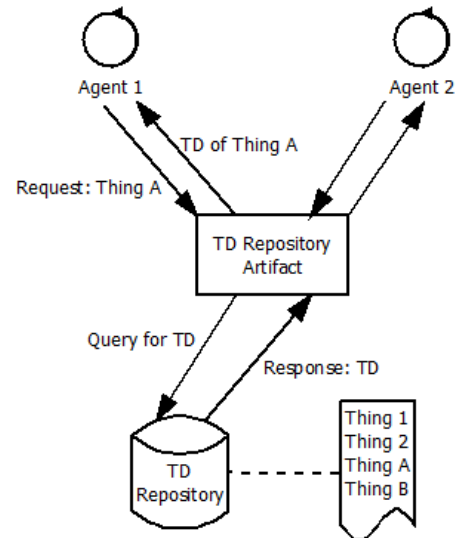 Agent 1
Agent 2
TD of Thing A
Request: Thing A
TD Repository
Artifact
Query for TD
Response: TD
TD
Repository
Thing 1
Thing 2
Thing A
Thing B